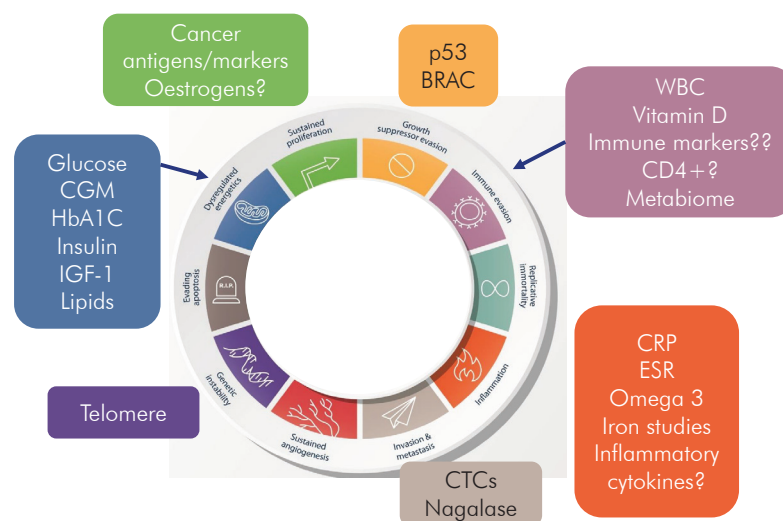 Cancer
antigens/markers
Oestrogens?
p53
BRAC
WBC
Vitamin D
Immune markers??
CD4+?
Metabiome
Glucose
CGM
HbA1C
Insulin
IGF-1
Lipids
Sustained
proliferation
Growth
suppressor evasion
Dysregulated
energetics
Immune evasion
Evading
apoptosis
R.I.P.
Replicative
immortality
Genetic
instability
Inflammation
Sustained
angiogenesis
Invasion &
metastasis
Telomere
CRP
ESR
Omega 3
Iron studies
Inflammatory
cytokines?
CTCs
Nagalase